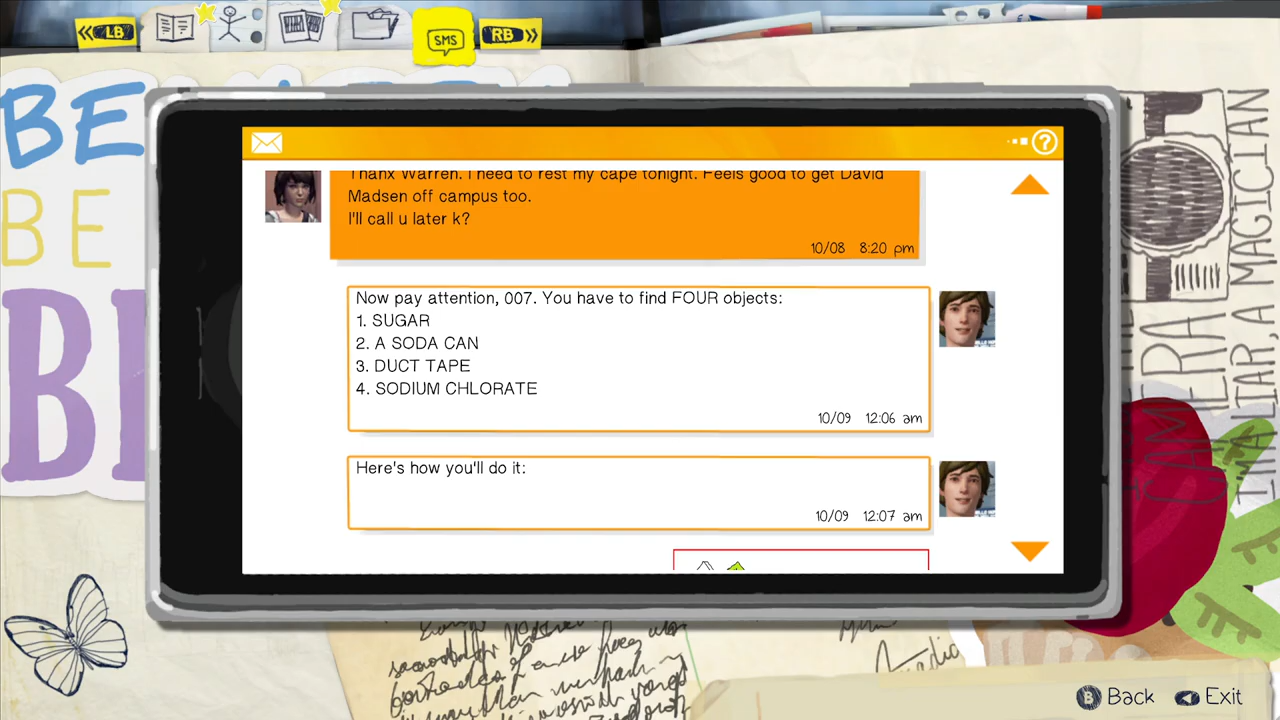 LB
SMS
RB
BE
BE
Thanx Warren. I need to rest my cape tonight. Feels good to get David
Madsen off campus too.
I'll call u later k?
10/08 8:20 pm
Now pay attention, 007. You have to find FOUR objects:
1. SUGAR
2. A SODA CAN
3. DUCT TAPE
4. SODIUM CHLORATE
10/09 12:06 am
Here's how you'll do it:
10/09 12:07 am
CAMERA
A MAGICIAN
B Back
Exit